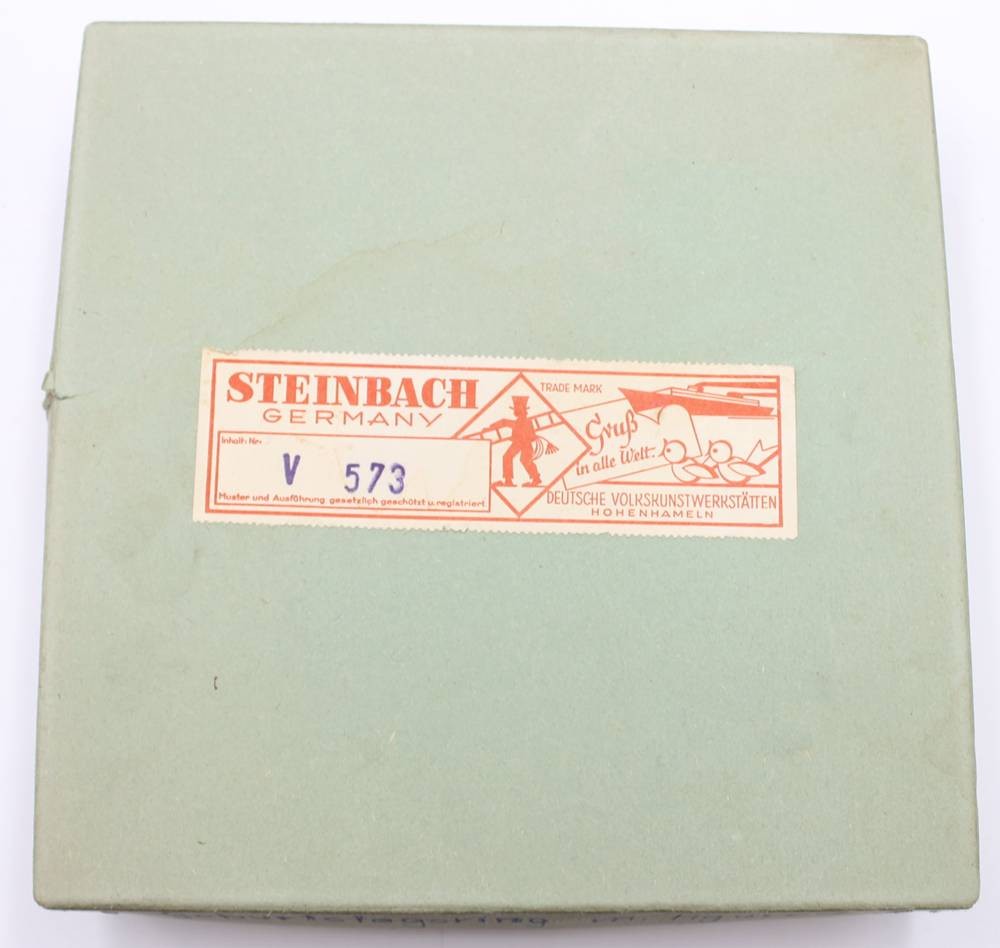 STEINBACH
GERMANY
Inhalt: Nr.
V 573
Muster und Ausführung gesetzlich geschützt u. registriert
TRADE MARK
Gruß
in alle Welt.
DEUTSCHE VOLKSKUNSTWERKSTÄTTEN
HOHENHAMELN